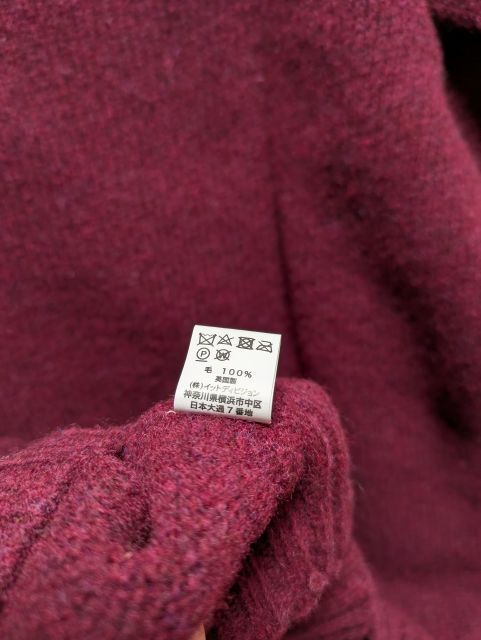 P W
毛 100%
英国製
(株)イットディビジョン
神奈川県横浜市中区
日本大通7番地